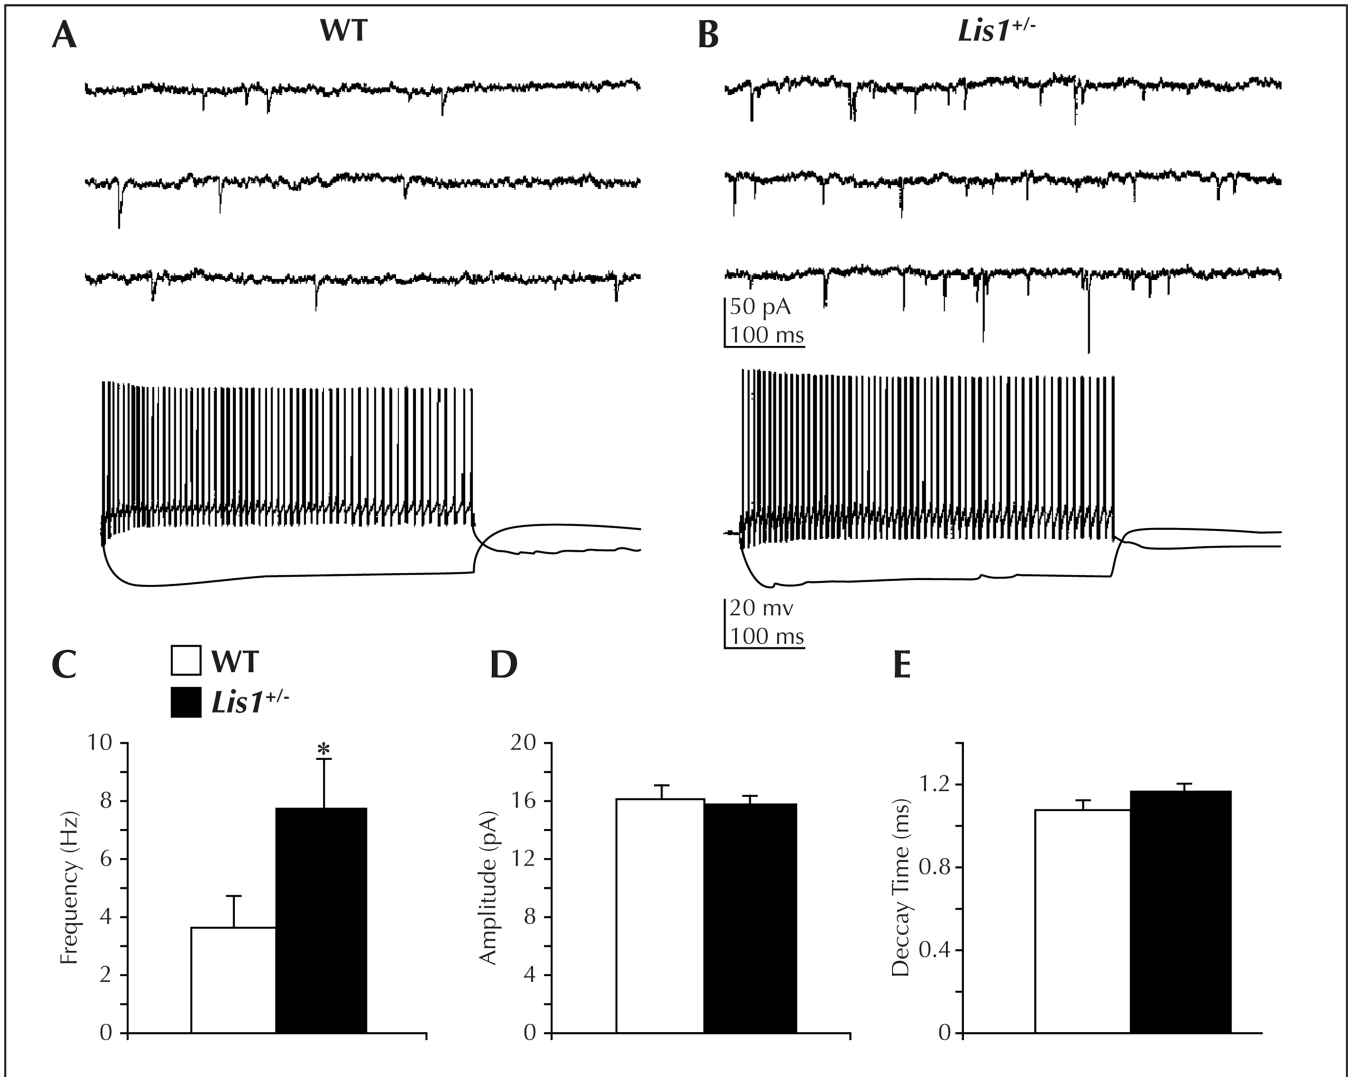 A WT B Lis1+/-
50 pA
100 ms
20 mv
100 ms
C WT D E
Lis1+/-
10
8
6
4
2
0
Frequency (Hz)
*
20
16
12
8
4
0
Amplitude (pA)
1.2
0.8
0.4
0
Deccay Time (ms)